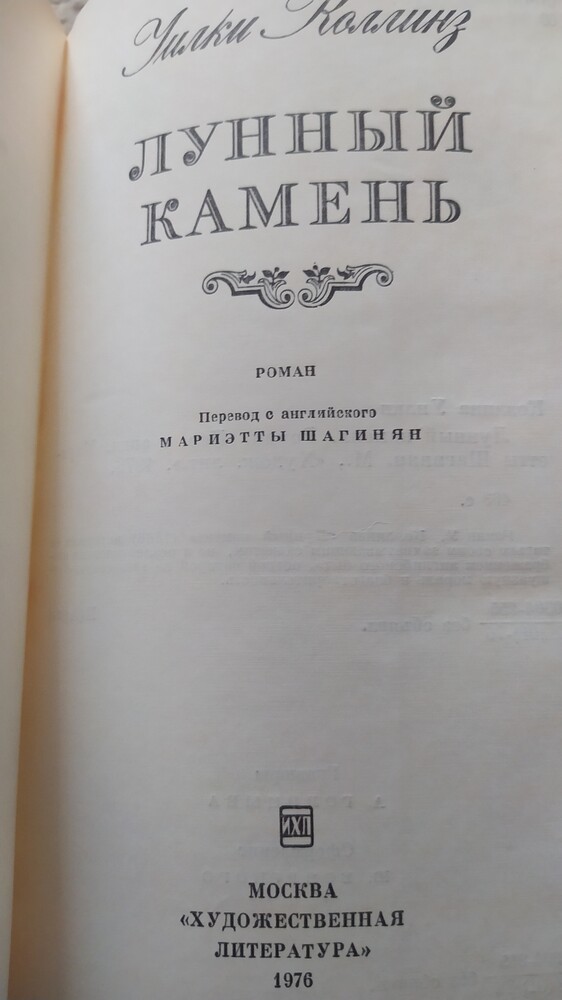 Уилки Коллинз
ЛУННЫЙ
КАМЕНЬ
РОМАН
Перевод с английского
МАРИЭТТЫ ШАГИНЯН
ИХЛ
МОСКВА
«ХУДОЖЕСТВЕННАЯ
ЛИТЕРАТУРА»
1976